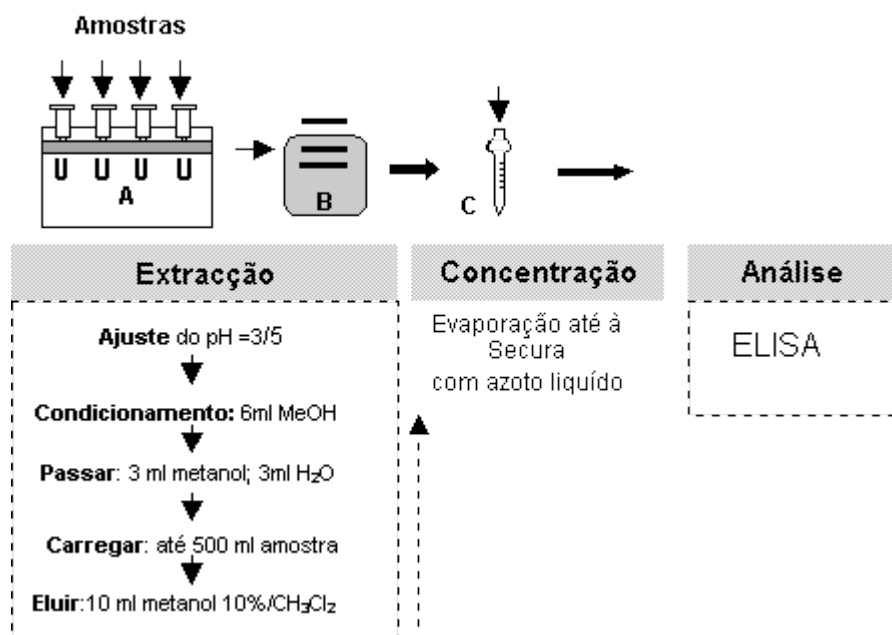 Amostras
U U U U
A
B
C
Extracção
Concentração
Análise
Ajuste do pH =3/5
Condicionamento: 6ml MeOH
Passar: 3 ml metanol; 3ml H₂O
Carregar: até 500 ml amostra
Eluir:10 ml metanol 10%/CH₃Cl₂
Evaporação até à
Secura
com azoto liquído
ELISA